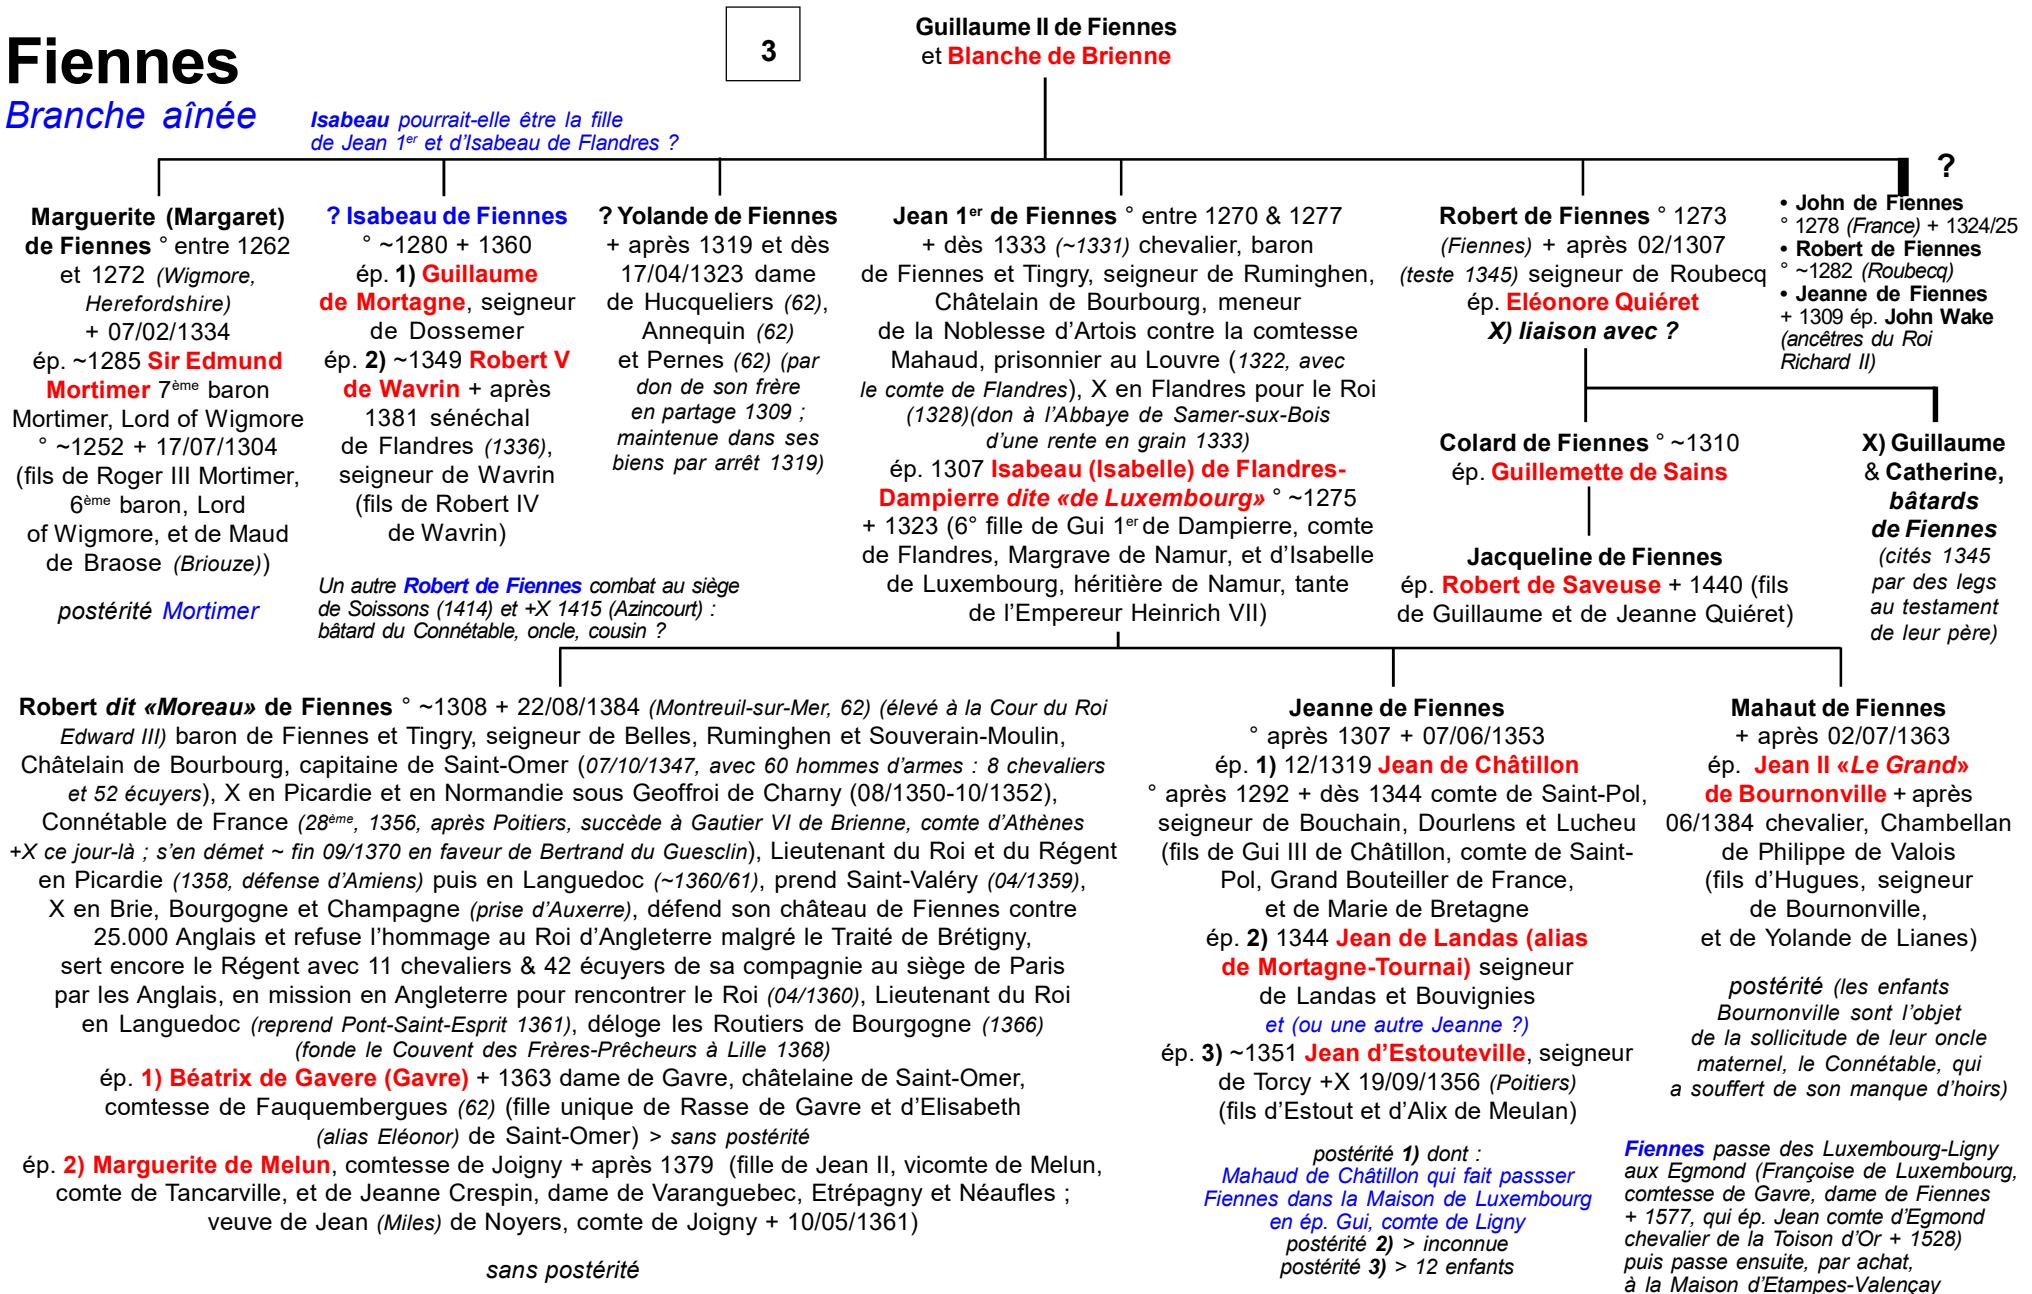 Fiennes
Branche aînée
3
Guillaume II de Fiennes
et Blanche de Brienne
Isabeau pourrait-elle être la fille
de Jean 1er et d'Isabeau de Flandres ?
?
Marguerite (Margaret)
de Fiennes ° entre 1262
et 1272 (Wigmore,
Herefordshire)
+ 07/02/1334
ép. ~1285 Sir Edmund
Mortimer 7ème baron
Mortimer, Lord of Wigmore
° ~1252 + 17/07/1304
(fils de Roger III Mortimer,
6ème baron, Lord
of Wigmore, et de Maud
de Braose (Briouze))
postérité Mortimer
? Isabeau de Fiennes
° ~1280 + 1360
ép. 1) Guillaume
de Mortagne, seigneur
de Dossemer
ép. 2) ~1349 Robert V
de Wavrin + après
1381 sénéchal
de Flandres (1336),
seigneur de Wavrin
(fils de Robert IV
de Wavrin)
Un autre Robert de Fiennes combat au siège
de Soissons (1414) et +X 1415 (Azincourt) :
bâtard du Connétable, oncle, cousin ?
? Yolande de Fiennes
+ après 1319 et dès
17/04/1323 dame
de Hucqueliers (62),
Annequin (62)
et Pernes (62) (par
don de son frère
en partage 1309 ;
maintenue dans ses
biens par arrêt 1319)
Jean 1er de Fiennes ° entre 1270 & 1277
+ dès 1333 (~1331) chevalier, baron
de Fiennes et Tingry, seigneur de Ruminghen,
Châtelain de Bourbourg, meneur
de la Noblesse d'Artois contre la comtesse
Mahaud, prisonnier au Louvre (1322, avec
le comte de Flandres), X en Flandres pour le Roi
(1328)(don à l'Abbaye de Samer-sux-Bois
d'une rente en grain 1333)
ép. 1307 Isabeau (Isabelle) de Flandres-
Dampierre dite «de Luxembourg» ° ~1275
+ 1323 (6° fille de Gui 1er de Dampierre, comte
de Flandres, Margrave de Namur, et d'Isabelle
de Luxembourg, héritière de Namur, tante
de l'Empereur Heinrich VII)
Robert de Fiennes ° 1273
(Fiennes) + après 02/1307
(teste 1345) seigneur de Roubecq
ép. Eléonore Quiéret
X) liaison avec ?
• John de Fiennes
° 1278 (France) + 1324/25
• Robert de Fiennes
° ~1282 (Roubecq)
• Jeanne de Fiennes
+ 1309 ép. John Wake
(ancêtres du Roi
Richard II)
Colard de Fiennes ° ~1310
ép. Guillemette de Sains
Jacqueline de Fiennes
ép. Robert de Saveuse + 1440 (fils
de Guillaume et de Jeanne Quiéret)
X) Guillaume
& Catherine,
bâtards
de Fiennes
(cités 1345
par des legs
au testament
de leur père)
Robert dit «Moreau» de Fiennes ° ~1308 + 22/08/1384 (Montreuil-sur-Mer, 62) (élevé à la Cour du Roi
Edward III) baron de Fiennes et Tingry, seigneur de Belles, Ruminghen et Souverain-Moulin,
Châtelain de Bourbourg, capitaine de Saint-Omer (07/10/1347, avec 60 hommes d'armes : 8 chevaliers
et 52 écuyers), X en Picardie et en Normandie sous Geoffroi de Charny (08/1350-10/1352),
Connétable de France (28ème, 1356, après Poitiers, succède à Gautier VI de Brienne, comte d'Athènes
+X ce jour-là ; s'en démet ~ fin 09/1370 en faveur de Bertrand du Guesclin), Lieutenant du Roi et du Régent
en Picardie (1358, défense d'Amiens) puis en Languedoc (~1360/61), prend Saint-Valéry (04/1359),
X en Brie, Bourgogne et Champagne (prise d'Auxerre), défend son château de Fiennes contre
25.000 Anglais et refuse l'hommage au Roi d'Angleterre malgré le Traité de Brétigny,
sert encore le Régent avec 11 chevaliers & 42 écuyers de sa compagnie au siège de Paris
par les Anglais, en mission en Angleterre pour rencontrer le Roi (04/1360), Lieutenant du Roi
en Languedoc (reprend Pont-Saint-Esprit 1361), déloge les Routiers de Bourgogne (1366)
(fonde le Couvent des Frères-Prêcheurs à Lille 1368)
ép. 1) Béatrix de Gavere (Gavre) + 1363 dame de Gavre, châtelaine de Saint-Omer,
comtesse de Fauquembergues (62) (fille unique de Rasse de Gavre et d'Elisabeth
(alias Eléonor) de Saint-Omer) > sans postérité
ép. 2) Marguerite de Melun, comtesse de Joigny + après 1379 (fille de Jean II, vicomte de Melun,
comte de Tancarville, et de Jeanne Crespin, dame de Varanguebec, Etrépagny et Néaufles ;
veuve de Jean (Miles) de Noyers, comte de Joigny + 10/05/1361)
sans postérité
Jeanne de Fiennes
° après 1307 + 07/06/1353
ép. 1) 12/1319 Jean de Châtillon
° après 1292 + dès 1344 comte de Saint-Pol,
seigneur de Bouchain, Dourlens et Lucheu
(fils de Gui III de Châtillon, comte de Saint-
Pol, Grand Bouteiller de France,
et de Marie de Bretagne
ép. 2) 1344 Jean de Landas (alias
de Mortagne-Tournai) seigneur
de Landas et Bouvignies
et (ou une autre Jeanne ?)
ép. 3) ~1351 Jean d'Estouteville, seigneur
de Torcy +X 19/09/1356 (Poitiers)
(fils d'Estout et d'Alix de Meulan)
postérité 1) dont :
Mahaud de Châtillon qui fait passser
Fiennes dans la Maison de Luxembourg
en ép. Gui, comte de Ligny
postérité 2) > inconnue
postérité 3) > 12 enfants
Mahaut de Fiennes
+ après 02/07/1363
ép. Jean II «Le Grand»
de Bournonville + après
06/1384 chevalier, Chambellan
de Philippe de Valois
(fils d'Hugues, seigneur
de Bournonville,
et de Yolande de Lianes)
postérité (les enfants
Bournonville sont l'objet
de la sollicitude de leur oncle
maternel, le Connétable, qui
a souffert de son manque d'hoirs)
Fiennes passe des Luxembourg-Ligny
aux Egmond (Françoise de Luxembourg,
comtesse de Gavre, dame de Fiennes
+ 1577, qui ép. Jean comte d'Egmond
chevalier de la Toison d'Or + 1528)
puis passe ensuite, par achat,
à la Maison d'Etampes-Valençay